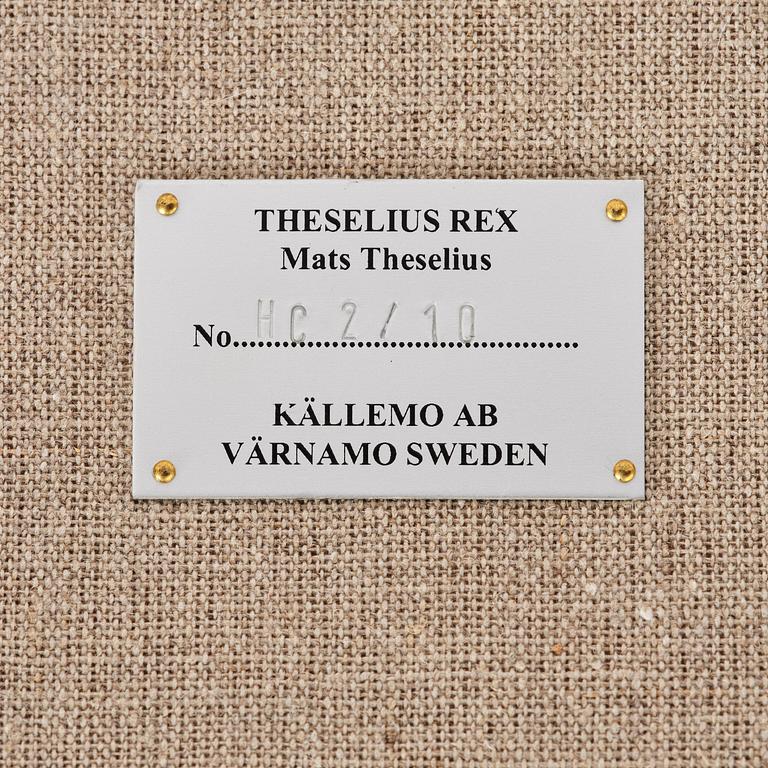 THESELIUS REX
Mats Theselius
No. HC 2/10
KÄLLEMO AB
VÄRNAMO SWEDEN